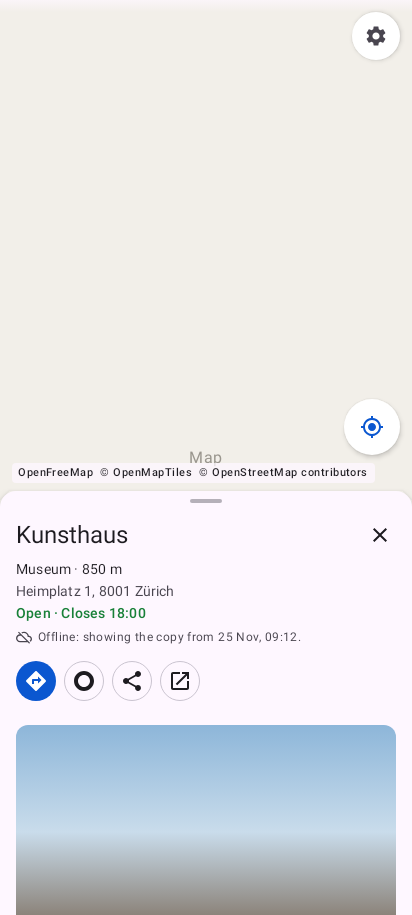 Map
OpenFreeMap © OpenMapTiles © OpenStreetMap contributors
Kunsthaus
Museum · 850 m
Heimplatz 1, 8001 Zürich
Open · Closes 18:00
Offline: showing the copy from 25 Nov, 09:12.